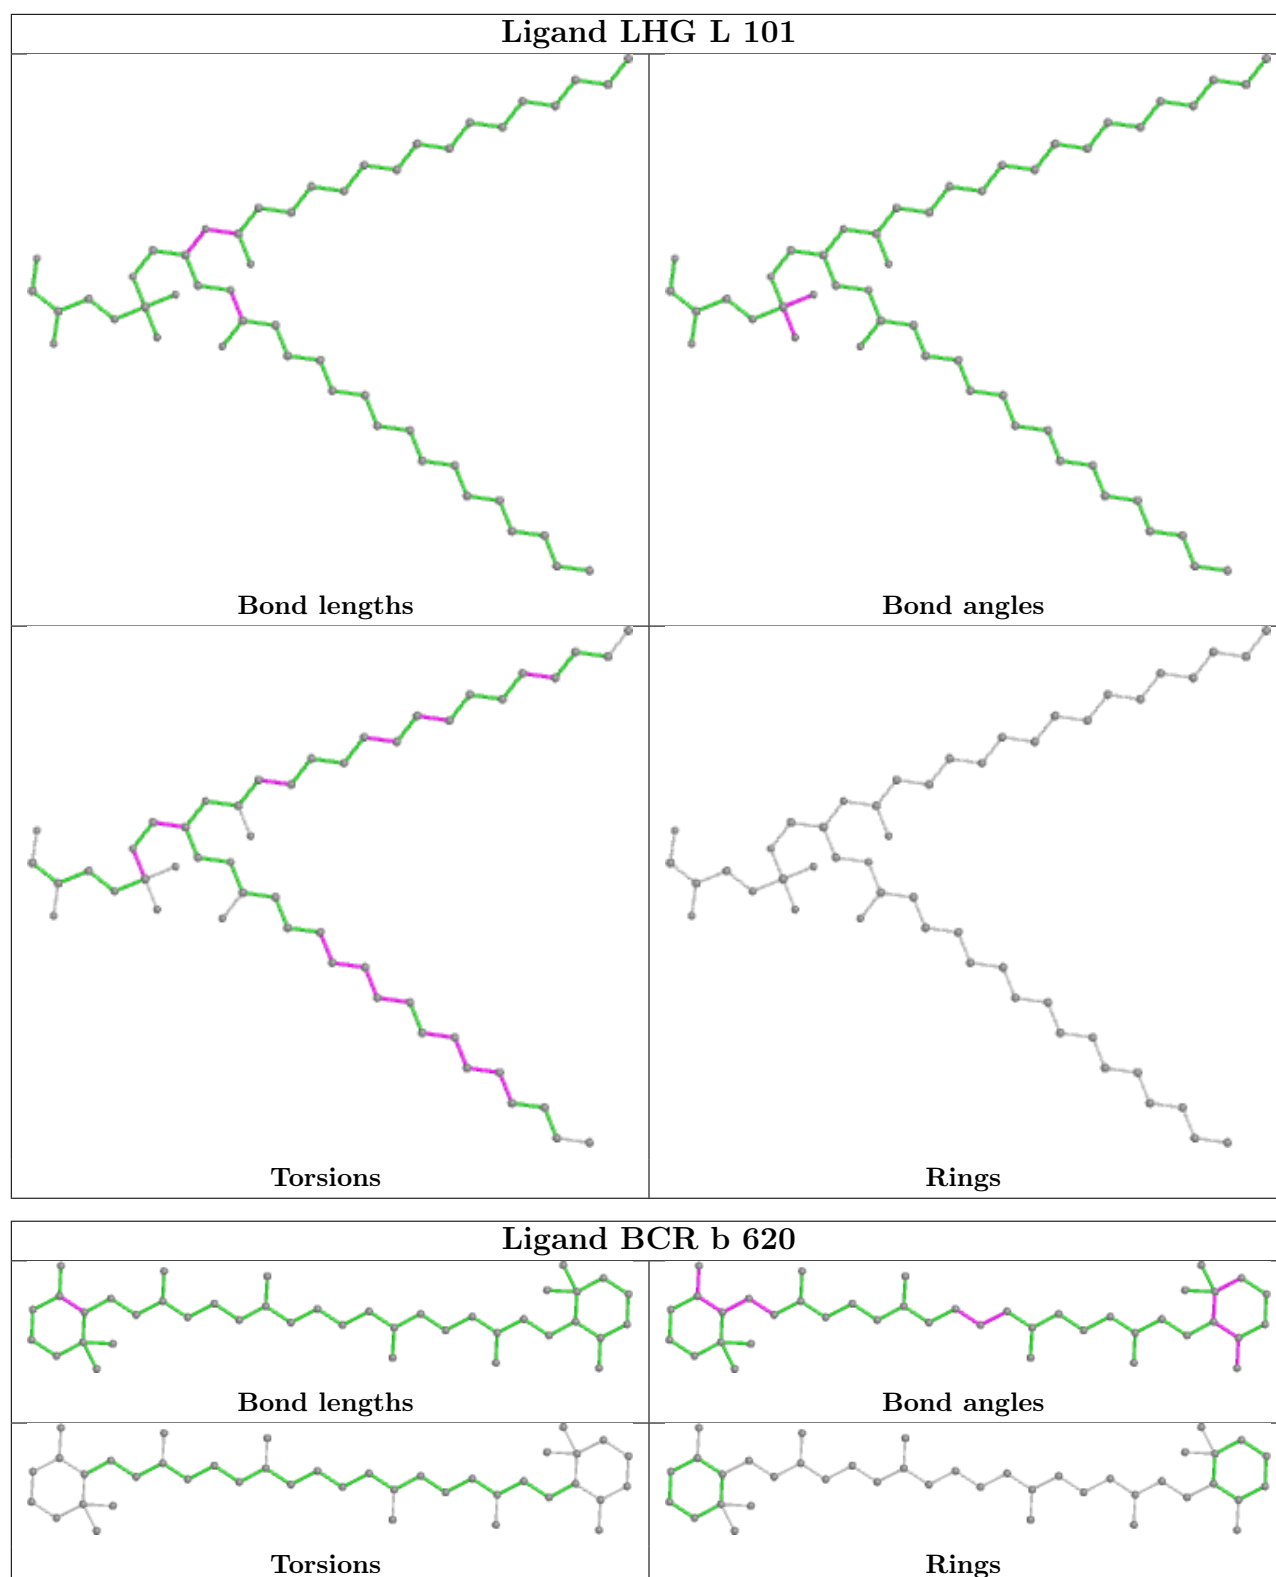 Ligand LHG L 101
Bond lengths
Bond angles
Torsions
Rings
Ligand BCR b 620
Bond lengths
Bond angles
Torsions
Rings